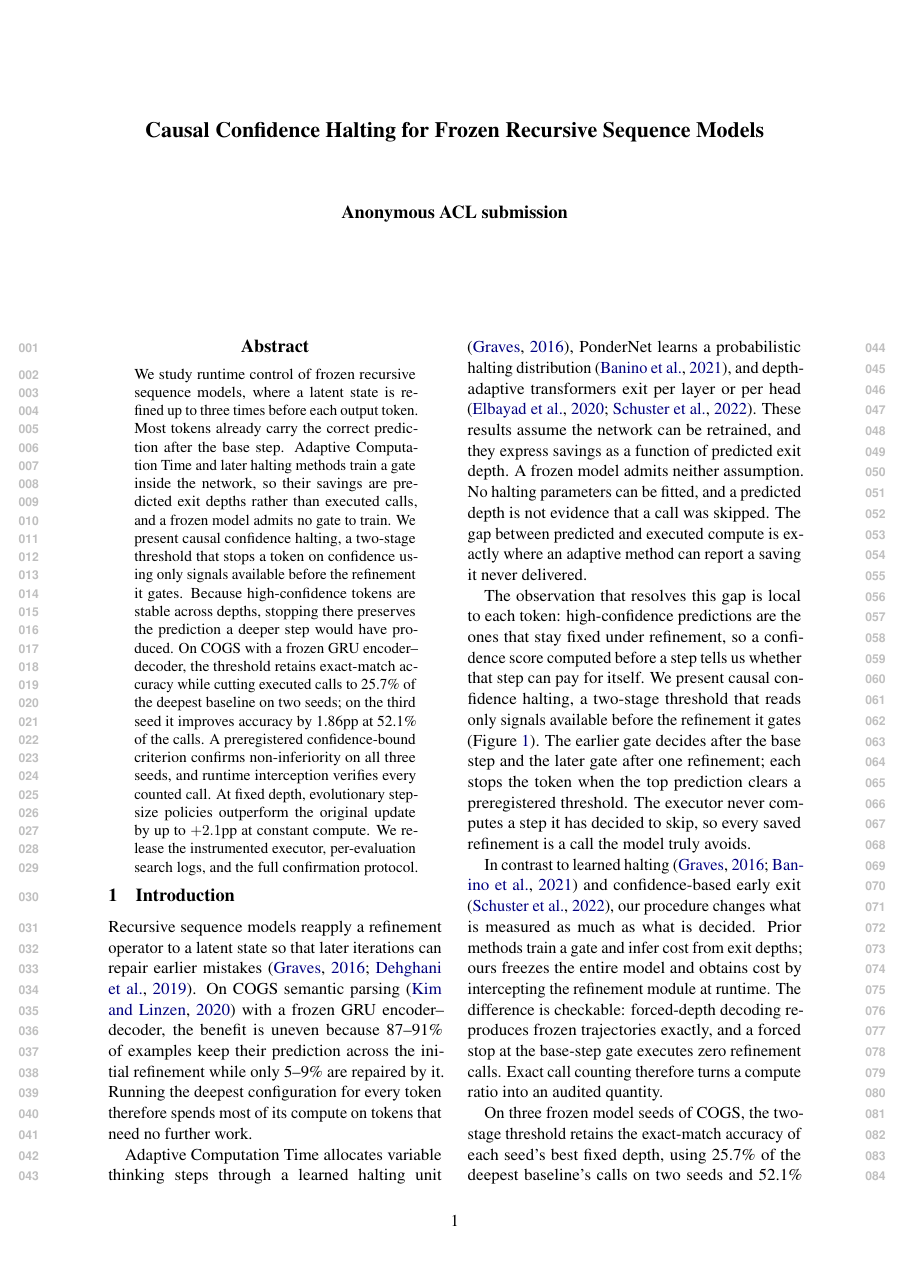 Causal Confidence Halting for Frozen Recursive Sequence Models
Anonymous ACL submission
001 Abstract
002 We study runtime control of frozen recursive
003 sequence models, where a latent state is re-
004 fined up to three times before each output token.
005 Most tokens already carry the correct predic-
006 tion after the base step. Adaptive Computa-
007 tion Time and later halting methods train a gate
008 inside the network, so their savings are pre-
009 dicted exit depths rather than executed calls,
010 and a frozen model admits no gate to train. We
011 present causal confidence halting, a two-stage
012 threshold that stops a token on confidence us-
013 ing only signals available before the refinement
014 it gates. Because high-confidence tokens are
015 stable across depths, stopping there preserves
016 the prediction a deeper step would have pro-
017 duced. On COGS with a frozen GRU encoder–
018 decoder, the threshold retains exact-match ac-
019 curacy while cutting executed calls to 25.7% of
020 the deepest baseline on two seeds; on the third
021 seed it improves accuracy by 1.86pp at 52.1%
022 of the calls. A preregistered confidence-bound
023 criterion confirms non-inferiority on all three
024 seeds, and runtime interception verifies every
025 counted call. At fixed depth, evolutionary step-
026 size policies outperform the original update
027 by up to +2.1pp at constant compute. We re-
028 lease the instrumented executor, per-evaluation
029 search logs, and the full confirmation protocol.
030 1 Introduction
031 Recursive sequence models reapply a refinement
032 operator to a latent state so that later iterations can
033 repair earlier mistakes (Graves, 2016; Dehghani
034 et al., 2019). On COGS semantic parsing (Kim
035 and Linzen, 2020) with a frozen GRU encoder–
036 decoder, the benefit is uneven because 87–91%
037 of examples keep their prediction across the ini-
038 tial refinement while only 5–9% are repaired by it.
039 Running the deepest configuration for every token
040 therefore spends most of its compute on tokens that
041 need no further work.
042 Adaptive Computation Time allocates variable
043 thinking steps through a learned halting unit
(Graves, 2016), PonderNet learns a probabilistic 044
halting distribution (Banino et al., 2021), and depth- 045
adaptive transformers exit per layer or per head 046
(Elbayad et al., 2020; Schuster et al., 2022). These 047
results assume the network can be retrained, and 048
they express savings as a function of predicted exit 049
depth. A frozen model admits neither assumption. 050
No halting parameters can be fitted, and a predicted 051
depth is not evidence that a call was skipped. The 052
gap between predicted and executed compute is ex- 053
actly where an adaptive method can report a saving 054
it never delivered. 055
The observation that resolves this gap is local 056
to each token: high-confidence predictions are the 057
ones that stay fixed under refinement, so a confi- 058
dence score computed before a step tells us whether 059
that step can pay for itself. We present causal con- 060
fidence halting, a two-stage threshold that reads 061
only signals available before the refinement it gates 062
(Figure 1). The earlier gate decides after the base 063
step and the later gate after one refinement; each 064
stops the token when the top prediction clears a 065
preregistered threshold. The executor never com- 066
putes a step it has decided to skip, so every saved 067
refinement is a call the model truly avoids. 068
In contrast to learned halting (Graves, 2016; Ban- 069
ino et al., 2021) and confidence-based early exit 070
(Schuster et al., 2022), our procedure changes what 071
is measured as much as what is decided. Prior 072
methods train a gate and infer cost from exit depths; 073
ours freezes the entire model and obtains cost by 074
intercepting the refinement module at runtime. The 075
difference is checkable: forced-depth decoding re- 076
produces frozen trajectories exactly, and a forced 077
stop at the base-step gate executes zero refinement 078
calls. Exact call counting therefore turns a compute 079
ratio into an audited quantity. 080
On three frozen model seeds of COGS, the two- 081
stage threshold retains the exact-match accuracy of 082
each seed's best fixed depth, using 25.7% of the 083
deepest baseline's calls on two seeds and 52.1% 084
1